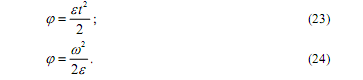 φ = εt²/2 ; (23)
φ = ω²/2ε . (24)